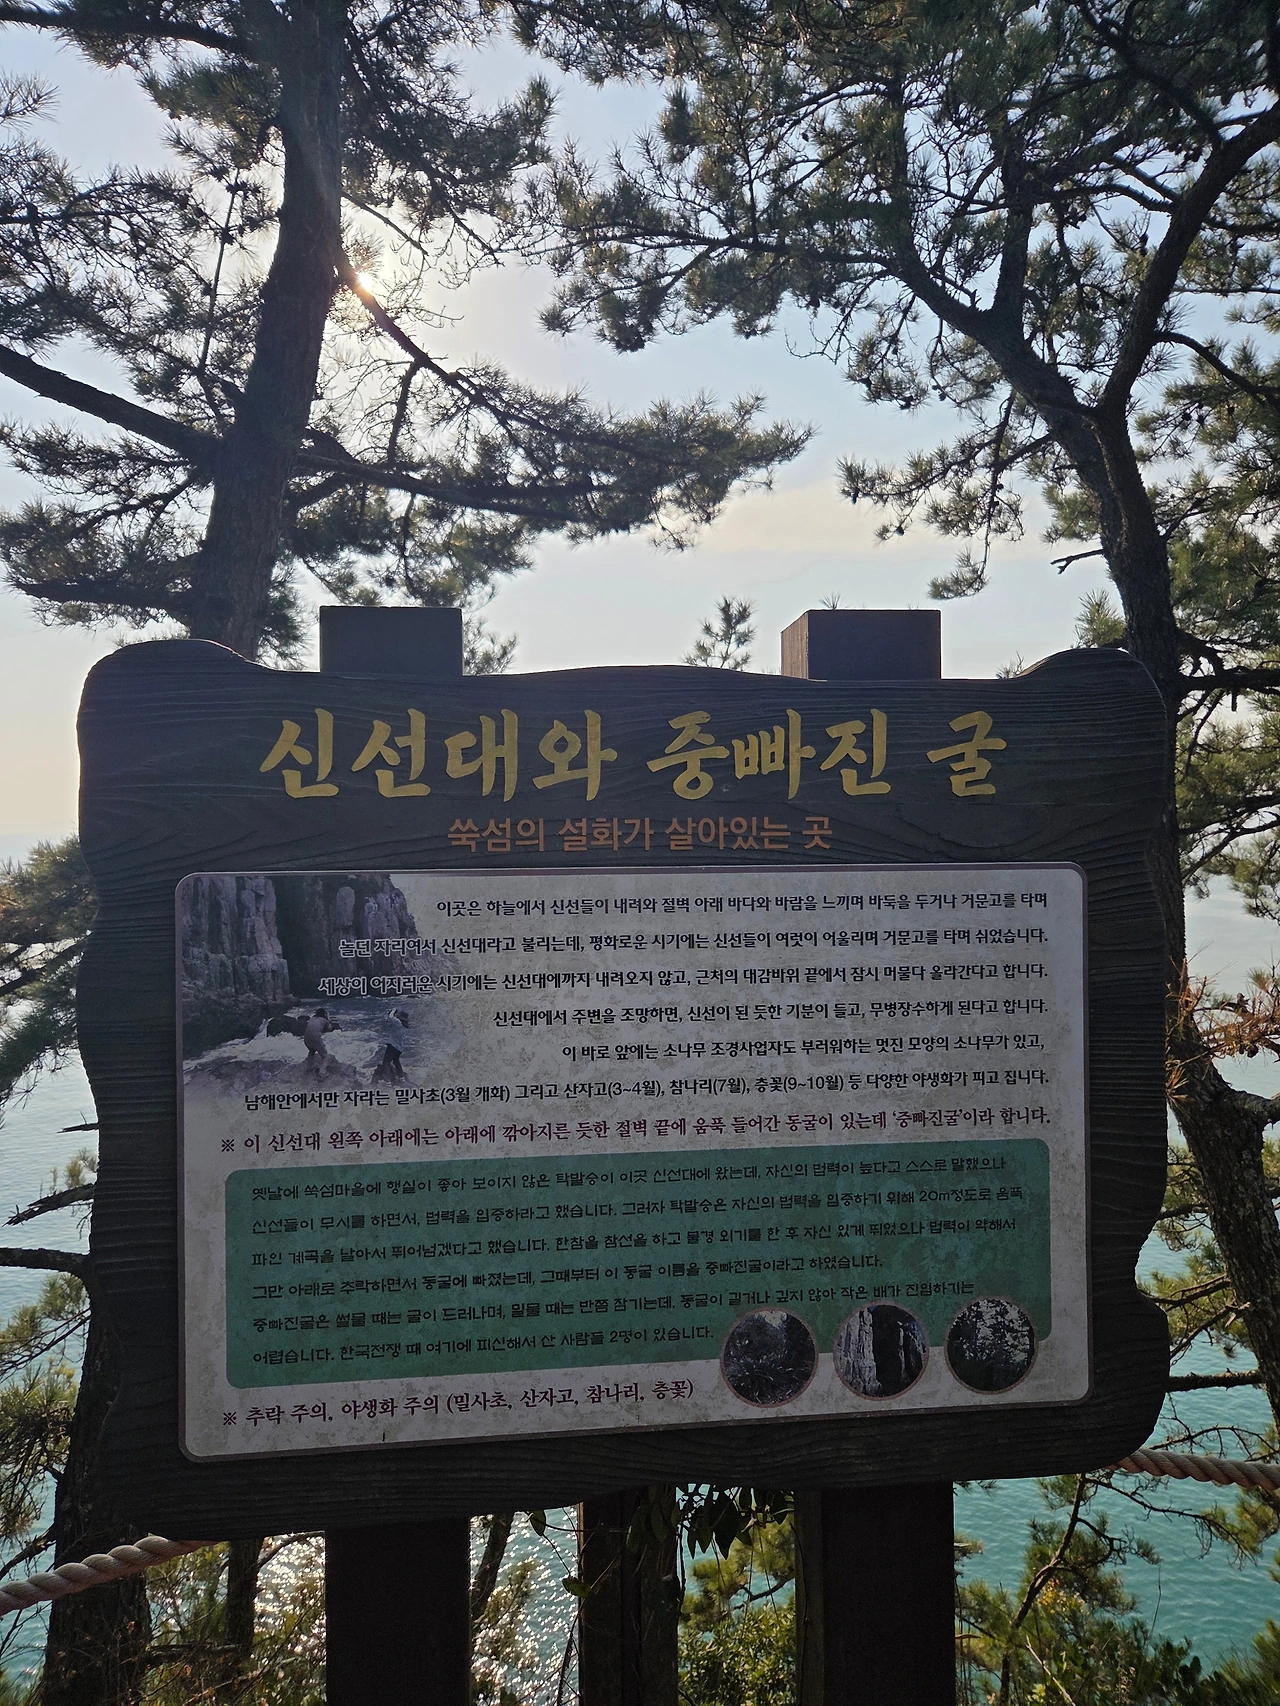 신선대와 중빠진 굴
쑥섬의 설화가 살아있는 곳
이곳은 하늘에서 신선들이 내려와 절벽 아래 바다와 바람을 느끼며 바둑을 두거나 거문고를 타며
놀던 자리여서 신선대라고 불리는데, 평화로운 시기에는 신선들이 여럿이 어울리며 거문고를 타며 쉬었습니다.
세상이 어지러운 시기에는 신선대에까지 내려오지 않고, 근처의 대감바위 끝에서 잠시 머물다 올라간다고 합니다.
신선대에서 주변을 조망하면, 신선이 된 듯한 기분이 들고, 무병장수하게 된다고 합니다.
이 바로 앞에는 소나무 조경사업자도 부러워하는 멋진 모양의 소나무가 있고,
남해안에서만 자라는 밀사초(3월 개화) 그리고 산자고(3~4월), 참나리(7월), 층꽃(9~10월) 등 다양한 야생화가 피고 집니다.
※ 이 신선대 왼쪽 아래에는 아래에 깎아지른 듯한 절벽 끝에 움푹 들어간 동굴이 있는데 '중빠진굴'이라 합니다.
옛날에 쑥섬마을에 행실이 좋아 보이지 않은 탁발승이 이곳 신선대에 왔는데, 자신의 법력이 높다고 스스로 말했으나
신선들이 무시를 하면서, 법력을 입증하라고 했습니다. 그러자 탁발승은 자신의 법력을 입증하기 위해 20m정도로 움푹
파인 계곡을 날아서 뛰어넘겠다고 했습니다. 한참을 참선을 하고 불경 외기를 한 후 자신 있게 뛰었으나 법력이 약해서
그만 아래로 추락하면서 동굴에 빠졌는데, 그때부터 이 동굴 이름을 중빠진굴이라고 하였습니다.
중빠진굴은 썰물 때는 굴이 드러나며, 밀물 때는 반쯤 잠기는데, 동굴이 길거나 깊지 않아 작은 배가 진입하기는
어렵습니다. 한국전쟁 때 여기에 피신해서 산 사람들 2명이 있습니다.
※ 추락 주의, 야생화 주의 (밀사초, 산자고, 참나리, 층꽃)